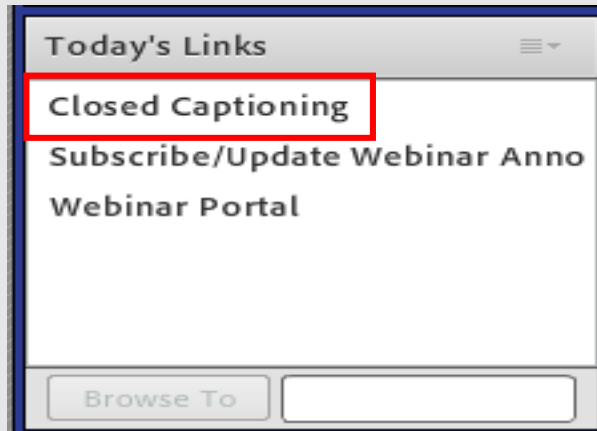 Today's Links
Closed Captioning
Subscribe/Update Webinar Anno
Webinar Portal
Browse To